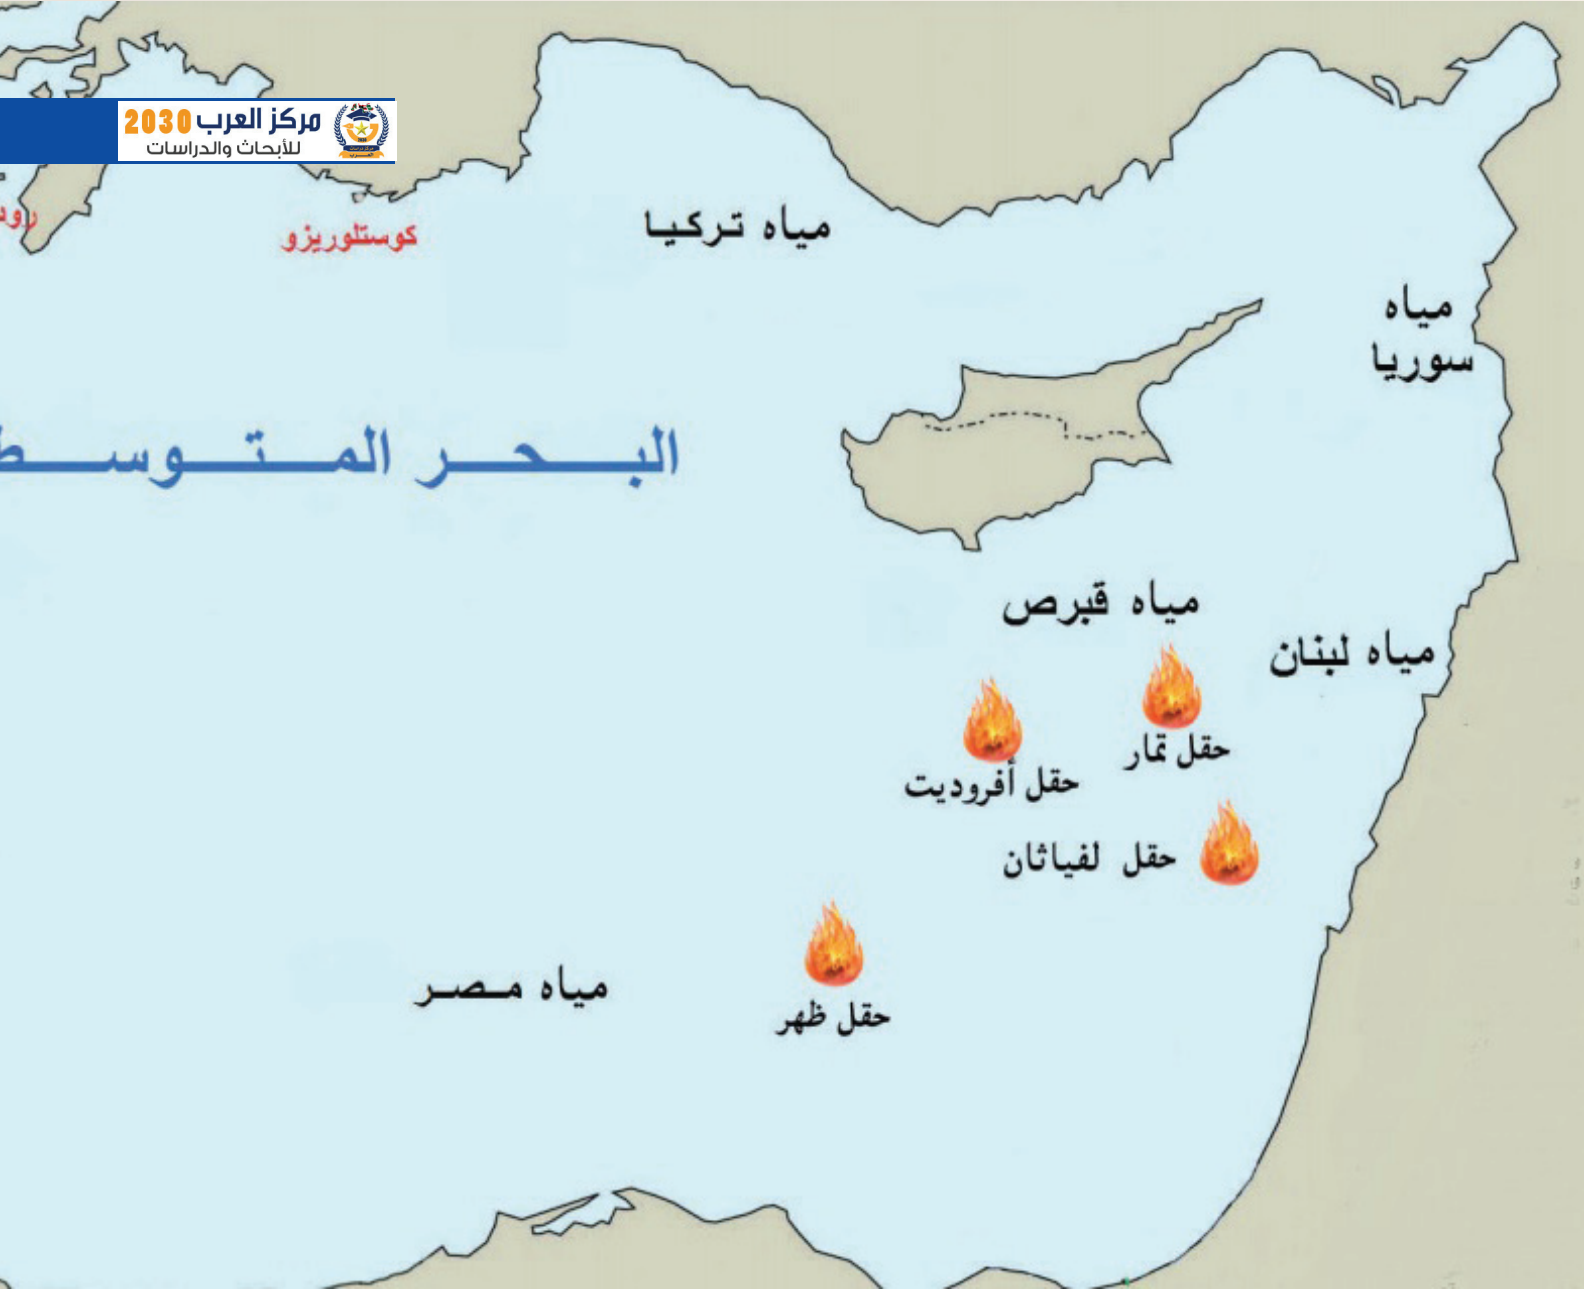 مركز العرب 2030
للأبحاث والدراسات
كوستلوريزو
مياه تركيا
مياه
سوريا
البحر المتوسط
مياه قبرص
مياه لبنان
حقل تمار
حقل أفروديت
حقل لفياثان
مياه مصر
حقل ظهر